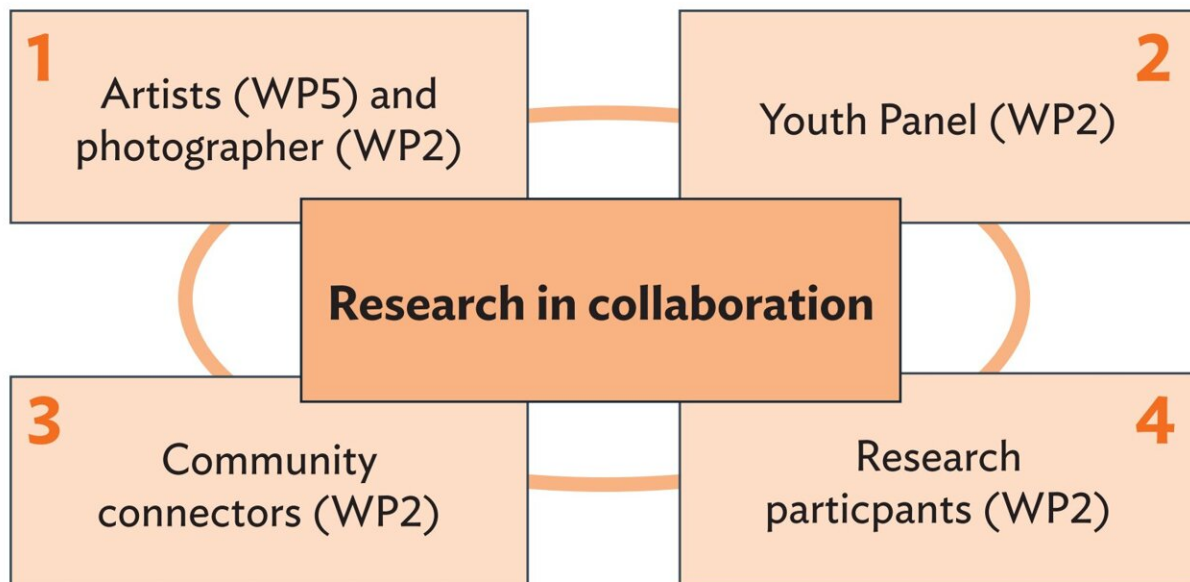 1
Artists (WP5) and
photographer (WP2)
2
Youth Panel (WP2)
Research in collaboration
3
Community
connectors (WP2)
4
Research
particpants (WP2)